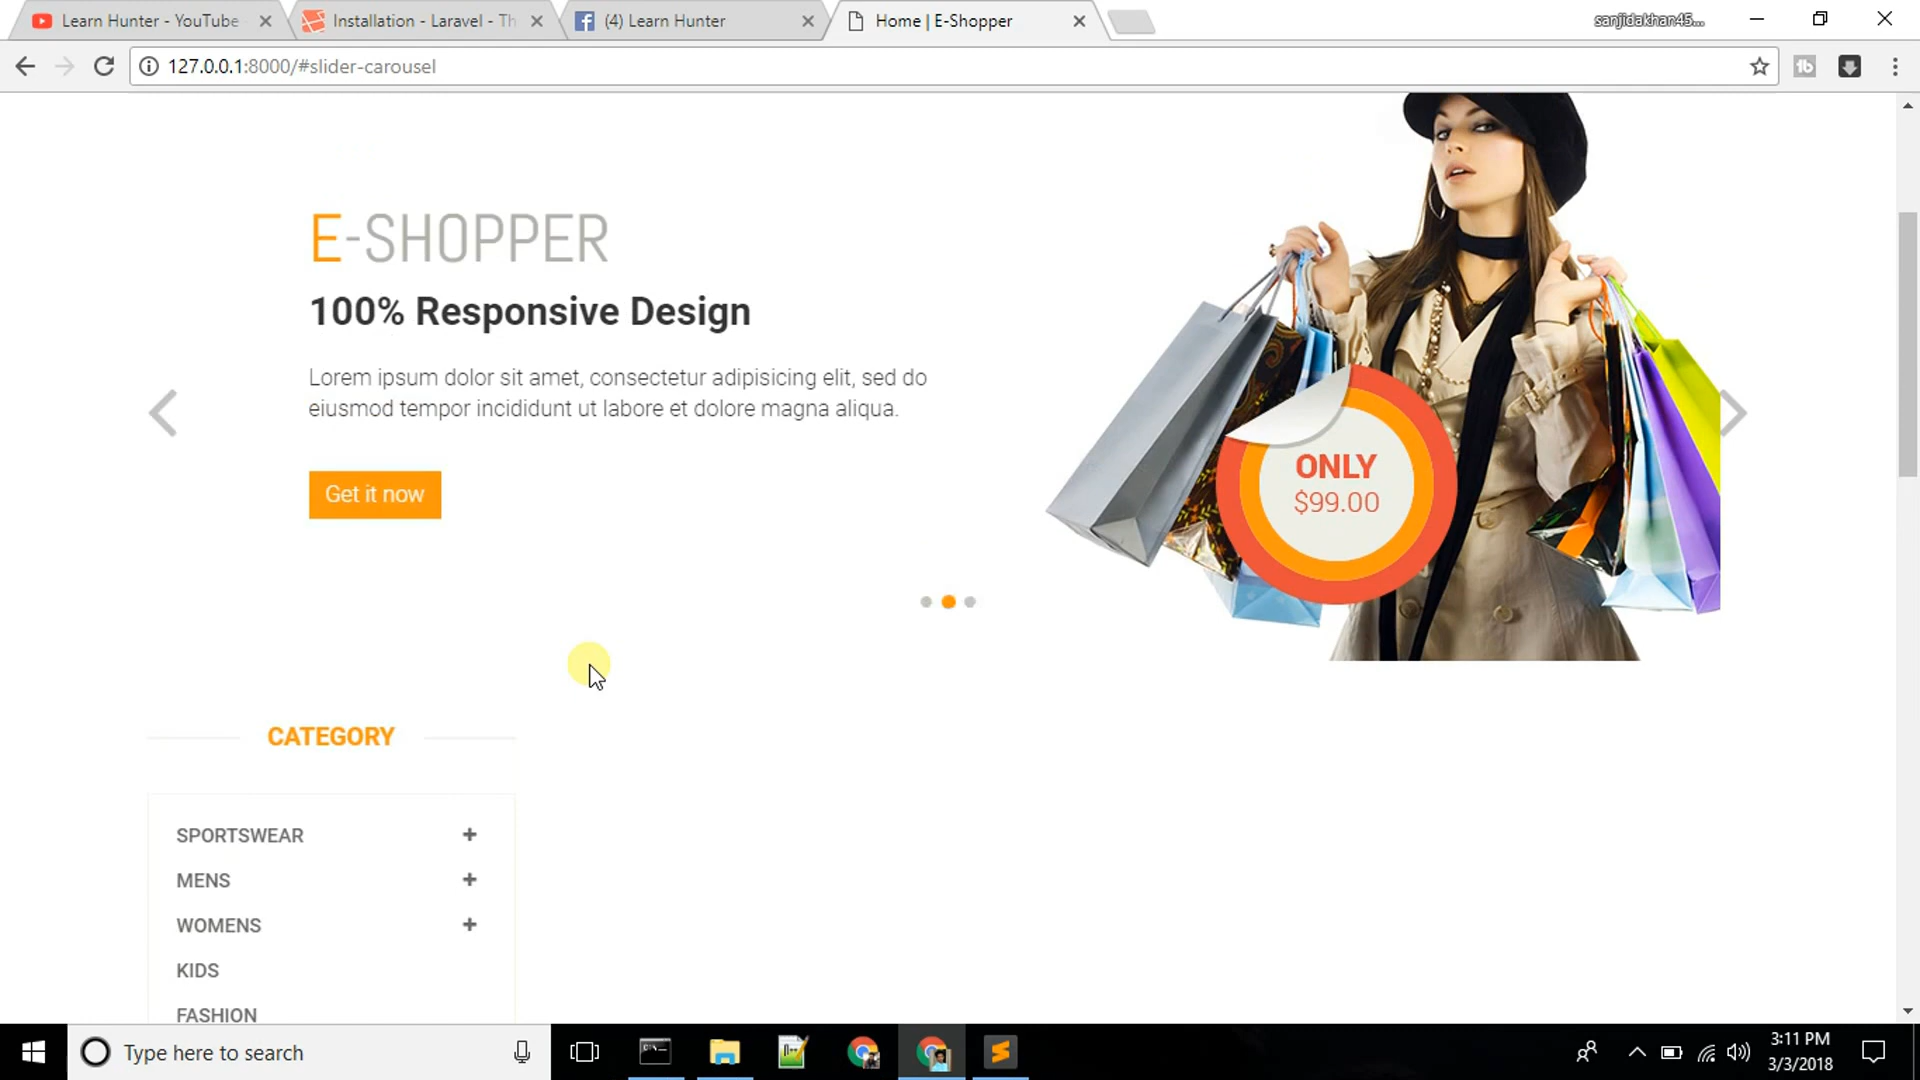 Learn Hunter - YouTube
Installation - Laravel - Th
(4) Learn Hunter
Home | E-Shopper
sanjidakhan45...
127.0.0.1:8000/#slider-carousel
E-SHOPPER
100% Responsive Design
Lorem ipsum dolor sit amet, consectetur adipisicing elit, sed do
eiusmod tempor incididunt ut labore et dolore magna aliqua.
Get it now
ONLY
$99.00
CATEGORY
SPORTSWEAR
MENS
WOMENS
KIDS
FASHION
Type here to search
3:11 PM
3/3/2018